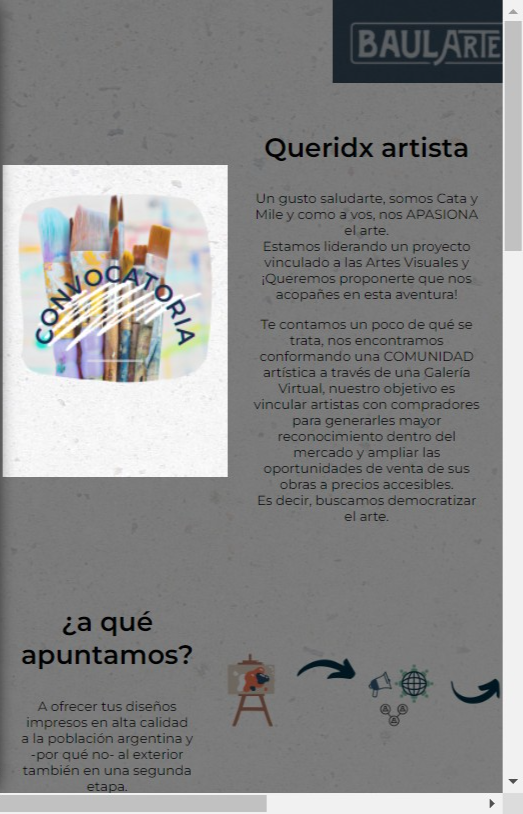 BAULARTE
Queridx artista
Un gusto saludarte, somos Cata y
Mile y como a vos, nos APASIONA
el arte.
Estamos liderando un proyecto
vinculado a las Artes Visuales y
¡Queremos proponerte que nos
acopañes en esta aventura!
CONVOCATORIA
Te contamos un poco de qué se
trata, nos encontramos
conformando una COMUNIDAD
artística a través de una Galería
Virtual, nuestro objetivo es
vincular artistas con compradores
para generarles mayor
reconocimiento dentro del
mercado y ampliar las
oportunidades de venta de sus
obras a precios accesibles.
Es decir, buscamos democratizar
el arte.
¿a qué
apuntamos?
A ofrecer tus diseños
impresos en alta calidad
a la población argentina y
-por qué no- al exterior
también en una segunda
etapa.